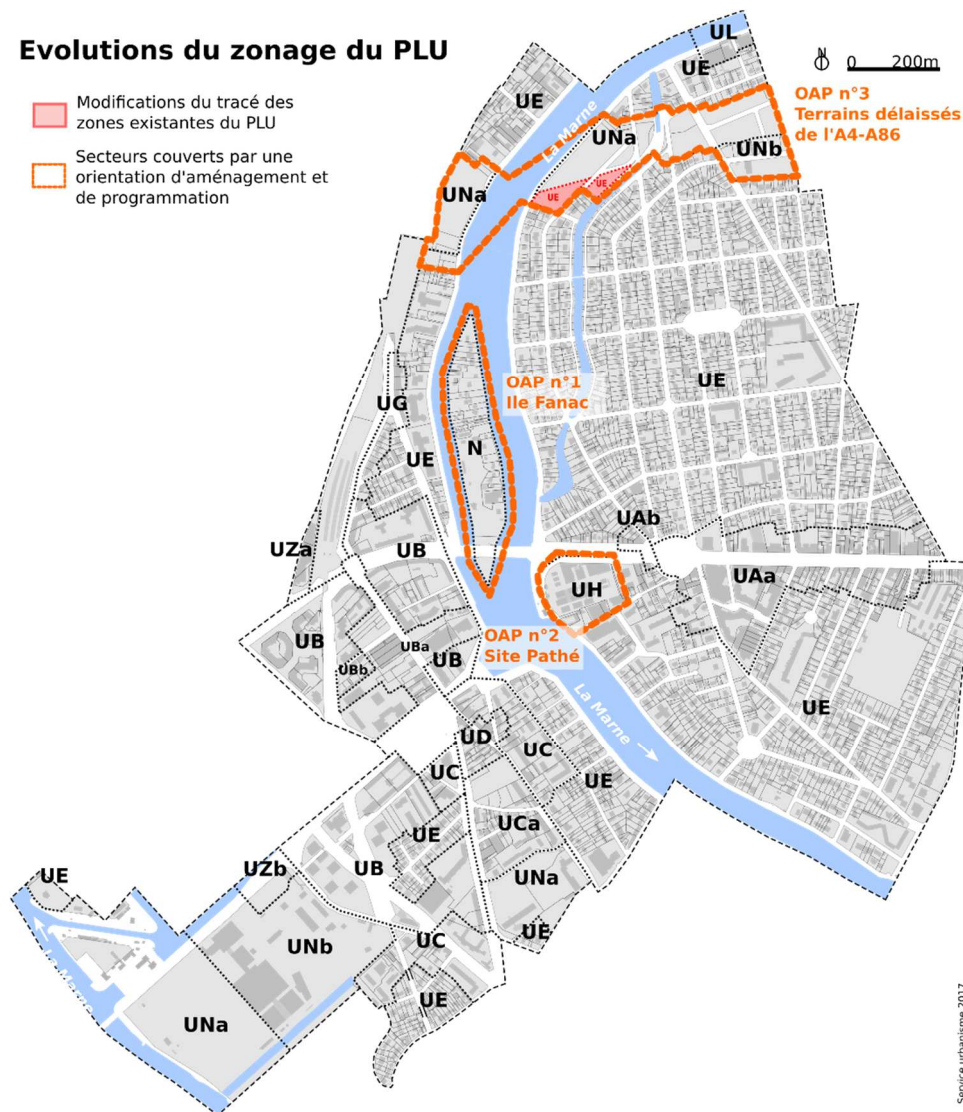 Evolutions du zonage du PLU
Modifications du tracé des
zones existantes du PLU
Secteurs couverts par une
orientation d'aménagement et
de programmation
N
0 200m
OAP n°3
Terrains délaissés
de l'A4-A86
UL
UE
UE
La Marne
UNa
UNb
UNa
UE
UE
OAP n°1
Ile Fanac
UE
UG
UE
N
UAb
UZa
UB
UAa
UH
OAP n°2
Site Pathé
UB
UBa
UBb
UB
La Marne
UE
UD
UC
UC
UE
UCa
UE
UB
UZb
UNa
UE
UE
UNb
UC
La Marne
UE
UNa
Service urbanisme 2017